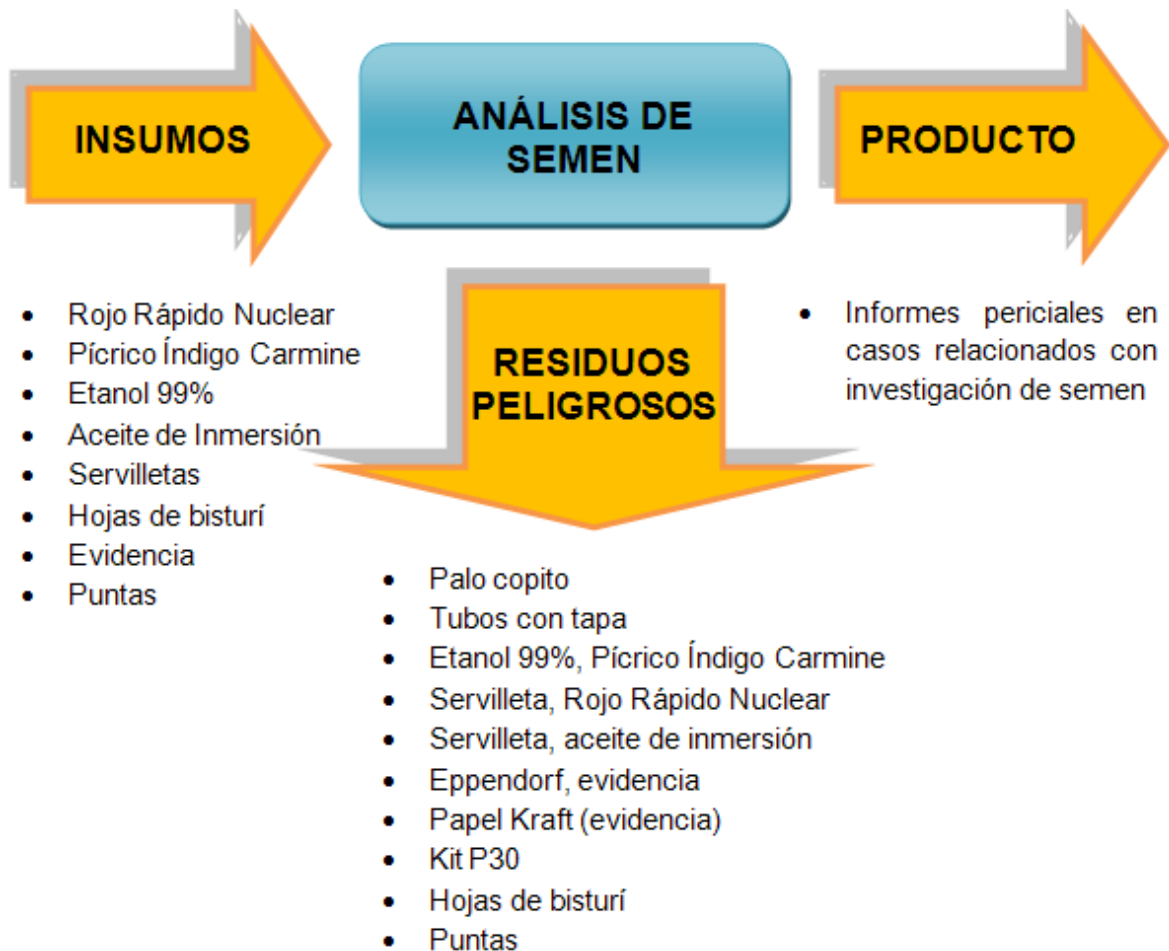 INSUMOS
ANÁLISIS DE
SEMEN
PRODUCTO
• Rojo Rápido Nuclear
• Pícrico Índigo Carmine
• Etanol 99%
• Aceite de Inmersión
• Servilletas
• Hojas de bisturí
• Evidencia
• Puntas
RESIDUOS
PELIGROSOS
• Informes periciales en
casos relacionados con
investigación de semen
• Palo copito
• Tubos con tapa
• Etanol 99%, Pícrico Índigo Carmine
• Servilleta, Rojo Rápido Nuclear
• Servilleta, aceite de inmersión
• Eppendorf, evidencia
• Papel Kraft (evidencia)
• Kit P30
• Hojas de bisturí
• Puntas